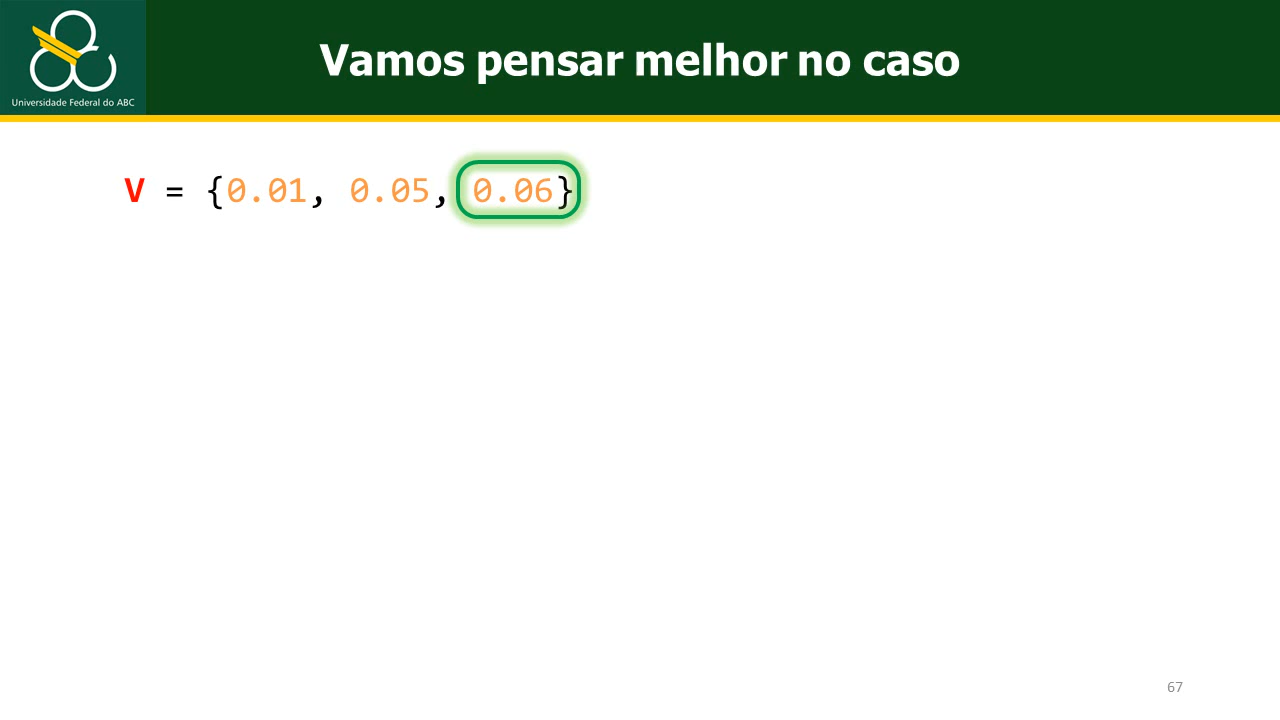 Vamos pensar melhor no caso
Universidade Federal do ABC
V = {0.01, 0.05, 0.06}
67